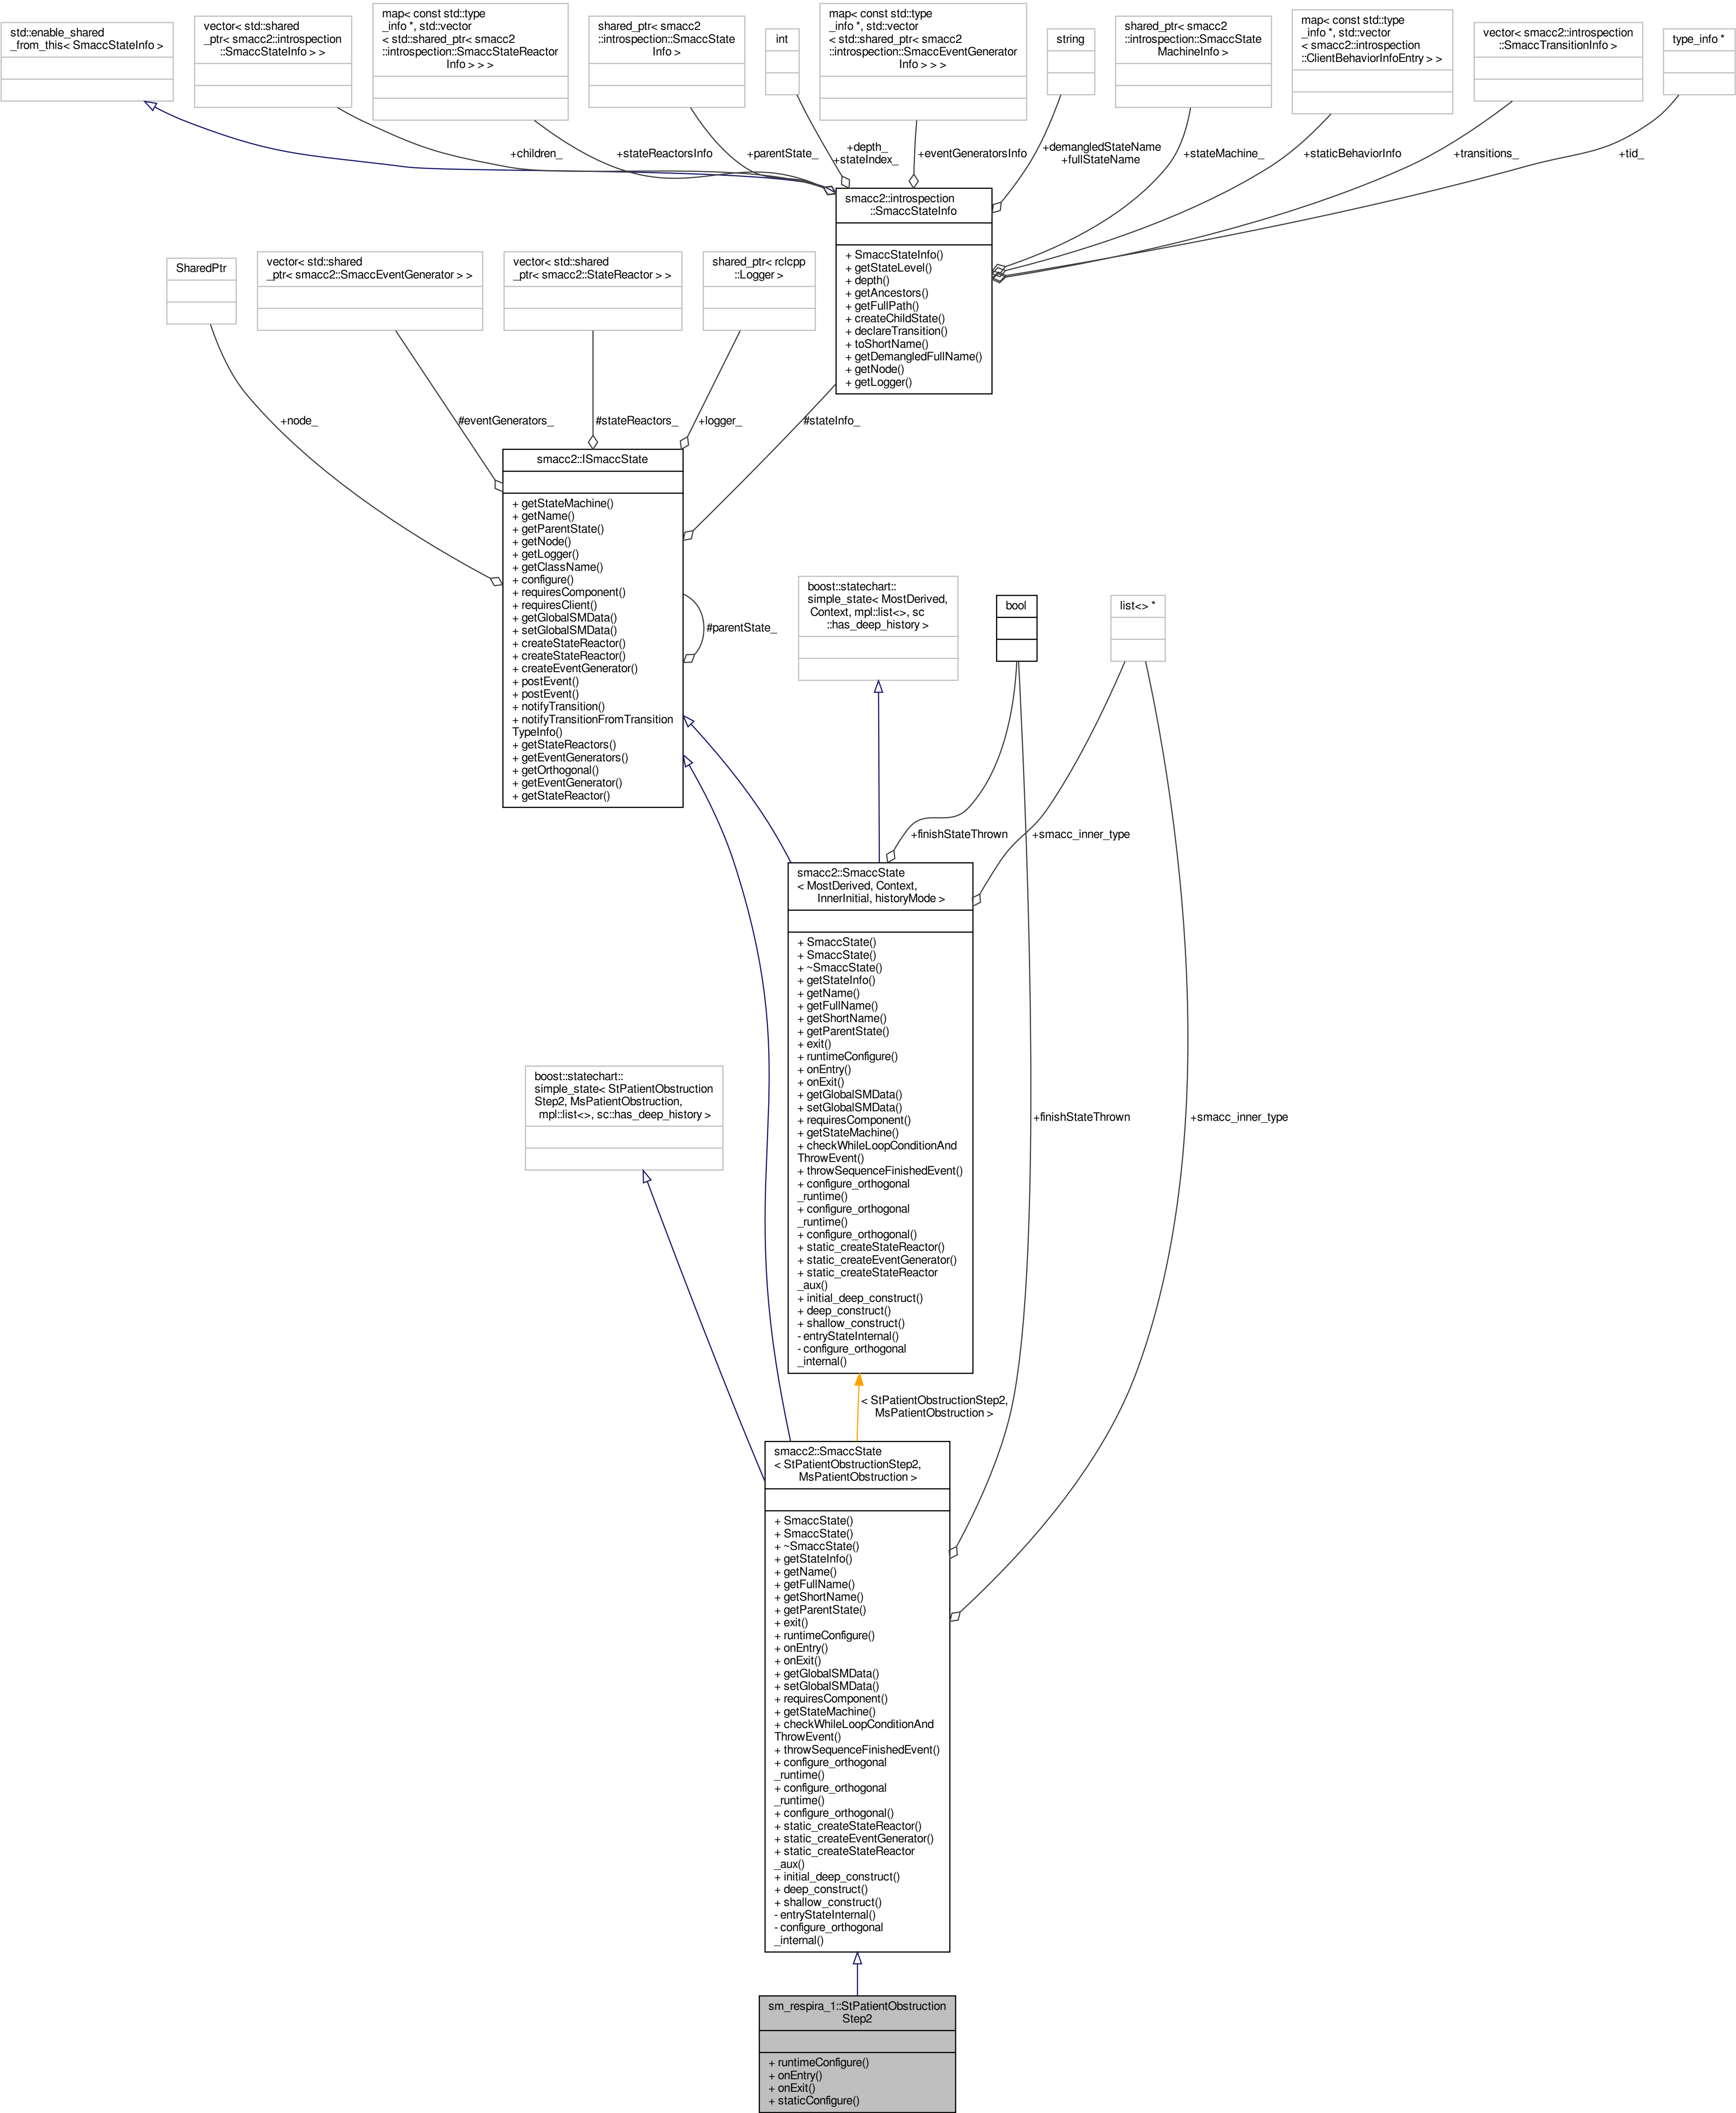 std::enable_shared
_from_this< SmaccStateInfo >
vector< std::shared
_ptr< smacc2::introspection
::SmaccStateInfo > >
map< const std::type
_info *, std::vector
< std::shared_ptr< smacc2
::introspection::SmaccStateReactor
Info > > >
shared_ptr< smacc2
::introspection::SmaccState
Info >
int
map< const std::type
_info *, std::vector
< std::shared_ptr< smacc2
::introspection::SmaccEventGenerator
Info > > >
string
shared_ptr< smacc2
::introspection::SmaccState
MachineInfo >
map< const std::type
_info *, std::vector
< smacc2::introspection
::ClientBehaviorInfoEntry > >
vector< smacc2::introspection
::SmaccTransitionInfo >
type_info *
+children_
+stateReactorsInfo
+parentState_
+depth_
+stateIndex_
+eventGeneratorsInfo
+demangledStateName
+fullStateName
+stateMachine_
+staticBehaviorInfo
+transitions_
+tid_
smacc2::introspection
::SmaccStateInfo
+ SmaccStateInfo()
+ getStateLevel()
+ depth()
+ getAncestors()
+ getFullPath()
+ createChildState()
+ declareTransition()
+ toShortName()
+ getDemangledFullName()
+ getNode()
+ getLogger()
SharedPtr
vector< std::shared
_ptr< smacc2::SmaccEventGenerator > >
vector< std::shared
_ptr< smacc2::StateReactor > >
shared_ptr< rclcpp
::Logger >
+node_
#eventGenerators_
#stateReactors_
+logger_
#stateInfo_
smacc2::ISmaccState
+ getStateMachine()
+ getName()
+ getParentState()
+ getNode()
+ getLogger()
+ getClassName()
+ configure()
+ requiresComponent()
+ requiresClient()
+ getGlobalSMData()
+ setGlobalSMData()
+ createStateReactor()
+ createStateReactor()
+ createEventGenerator()
+ postEvent()
+ postEvent()
+ notifyTransition()
+ notifyTransitionFromTransition
TypeInfo()
+ getStateReactors()
+ getEventGenerators()
+ getOrthogonal()
+ getEventGenerator()
+ getStateReactor()
#parentState_
boost::statechart::
simple_state< MostDerived,
Context, mpl::list<>, sc
::has_deep_history >
bool
list<> *
+finishStateThrown
+smacc_inner_type
smacc2::SmaccState
< MostDerived, Context,
InnerInitial, historyMode >
+ SmaccState()
+ SmaccState()
+ ~SmaccState()
+ getStateInfo()
+ getName()
+ getFullName()
+ getShortName()
+ getParentState()
+ exit()
+ runtimeConfigure()
+ onEntry()
+ onExit()
+ getGlobalSMData()
+ setGlobalSMData()
+ requiresComponent()
+ getStateMachine()
+ checkWhileLoopConditionAnd
ThrowEvent()
+ throwSequenceFinishedEvent()
+ configure_orthogonal
_runtime()
+ configure_orthogonal
_runtime()
+ configure_orthogonal()
+ static_createStateReactor()
+ static_createEventGenerator()
+ static_createStateReactor
_aux()
+ initial_deep_construct()
+ deep_construct()
+ shallow_construct()
- entryStateInternal()
- configure_orthogonal
_internal()
boost::statechart::
simple_state< StPatientObstruction
Step2, MsPatientObstruction,
mpl::list<>, sc::has_deep_history >
+finishStateThrown
+smacc_inner_type
< StPatientObstructionStep2,
MsPatientObstruction >
smacc2::SmaccState
< StPatientObstructionStep2,
MsPatientObstruction >
+ SmaccState()
+ SmaccState()
+ ~SmaccState()
+ getStateInfo()
+ getName()
+ getFullName()
+ getShortName()
+ getParentState()
+ exit()
+ runtimeConfigure()
+ onEntry()
+ onExit()
+ getGlobalSMData()
+ setGlobalSMData()
+ requiresComponent()
+ getStateMachine()
+ checkWhileLoopConditionAnd
ThrowEvent()
+ throwSequenceFinishedEvent()
+ configure_orthogonal
_runtime()
+ configure_orthogonal
_runtime()
+ configure_orthogonal()
+ static_createStateReactor()
+ static_createEventGenerator()
+ static_createStateReactor
_aux()
+ initial_deep_construct()
+ deep_construct()
+ shallow_construct()
- entryStateInternal()
- configure_orthogonal
_internal()
sm_respira_1::StPatientObstruction
Step2
+ runtimeConfigure()
+ onEntry()
+ onExit()
+ staticConfigure()